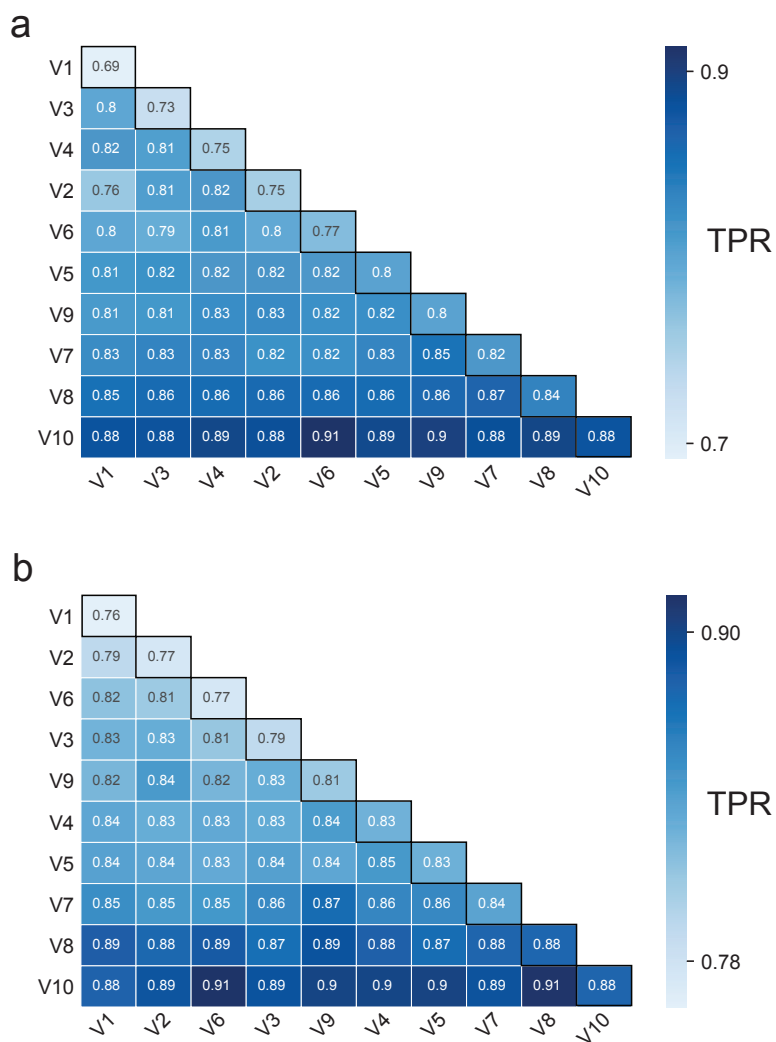 a
V1 0.69
V3 0.8 0.73
V4 0.82 0.81 0.75
V2 0.76 0.81 0.82 0.75
V6 0.8 0.79 0.81 0.8 0.77
V5 0.81 0.82 0.82 0.82 0.82 0.8
V9 0.81 0.81 0.83 0.83 0.82 0.82 0.8
V7 0.83 0.83 0.83 0.82 0.82 0.83 0.85 0.82
V8 0.85 0.86 0.86 0.86 0.86 0.86 0.86 0.87 0.84
V10 0.88 0.88 0.89 0.88 0.91 0.89 0.9 0.88 0.89 0.88
V1 V3 V4 V2 V6 V5 V9 V7 V8 V10
0.9
TPR
0.7
b
V1 0.76
V2 0.79 0.77
V6 0.82 0.81 0.77
V3 0.83 0.83 0.81 0.79
V9 0.82 0.84 0.82 0.83 0.81
V4 0.84 0.83 0.83 0.83 0.84 0.83
V5 0.84 0.84 0.83 0.84 0.84 0.85 0.83
V7 0.85 0.85 0.85 0.86 0.87 0.86 0.86 0.84
V8 0.89 0.88 0.89 0.87 0.89 0.88 0.87 0.88 0.88
V10 0.88 0.89 0.91 0.89 0.9 0.9 0.9 0.89 0.91 0.88
V1 V2 V6 V3 V9 V4 V5 V7 V8 V10
0.90
TPR
0.78